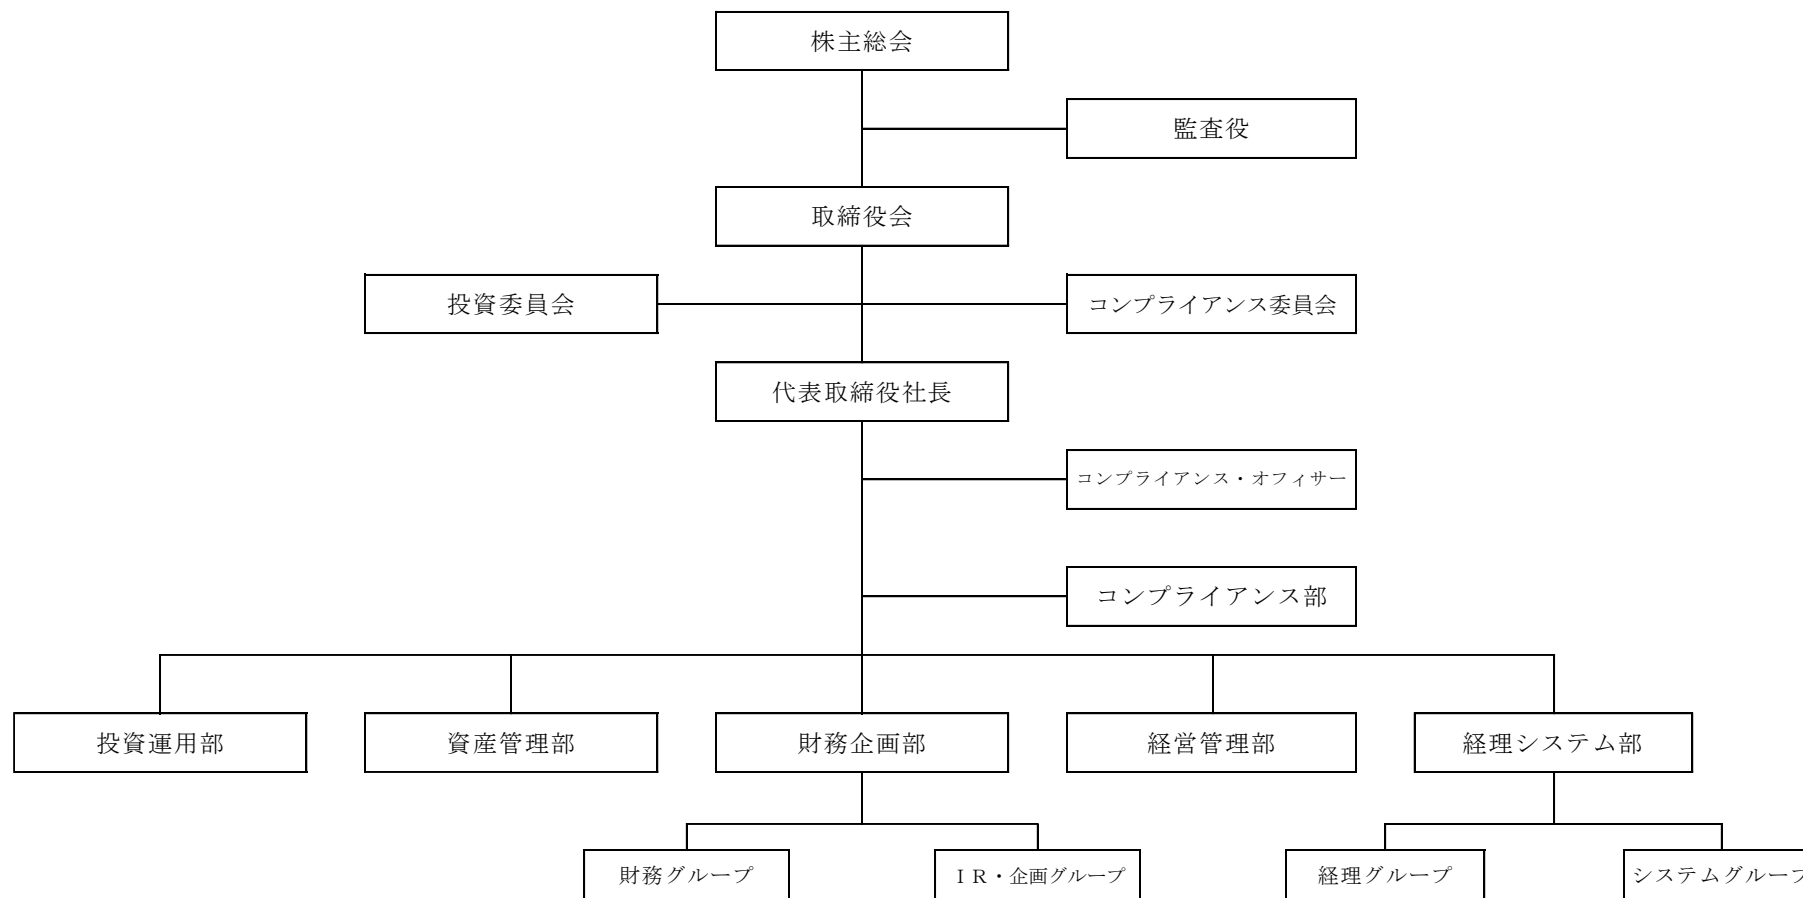 株主総会
監査役
取締役会
投資委員会
コンプライアンス委員会
代表取締役社長
コンプライアンス・オフィサー
コンプライアンス部
投資運用部
資産管理部
財務企画部
経営管理部
経理システム部
財務グループ
ＩＲ・企画グループ
経理グループ
システムグループ